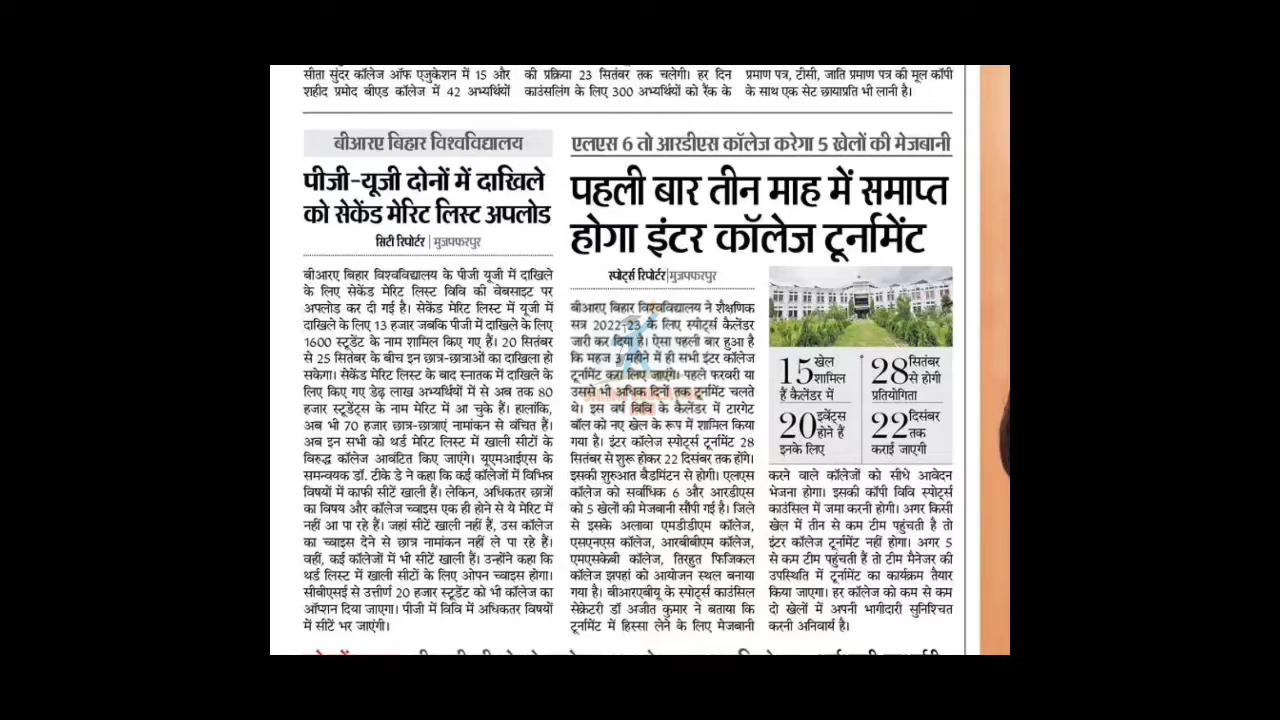 सीता सुंदर कॉलेज ऑफ एजुकेशन में 15 और
शहीद प्रमोद बीएड कॉलेज में 42 अभ्यर्थियों
की प्रक्रिया 23 सितंबर तक चलेगी। हर दिन
काउंसलिंग के लिए 300 अभ्यर्थियों को रैंक के
प्रमाण पत्र, टीसी, जाति प्रमाण पत्र की मूल कॉपी
के साथ एक सेट छायाप्रति भी लानी है।
बीआरए बिहार विश्वविद्यालय
पीजी-यूजी दोनों में दाखिले
को सेकेंड मेरिट लिस्ट अपलोड
सिटी रिपोर्टर | मुजफ्फरपुर
बीआरए बिहार विश्वविद्यालय के पीजी यूजी में दाखिले
के लिए सेकेंड मेरिट लिस्ट विवि की वेबसाइट पर
अपलोड कर दी गई है। सेकेंड मेरिट लिस्ट में यूजी में
दाखिले के लिए 13 हजार जबकि पीजी में दाखिले के लिए
1600 स्टूडेंट के नाम शामिल किए गए हैं। 20 सितंबर
से 25 सितंबर के बीच इन छात्र-छात्राओं का दाखिला हो
सकेगा। सेकेंड मेरिट लिस्ट के बाद स्नातक में दाखिले के
लिए किए गए डेढ़ लाख अभ्यर्थियों में से अब तक 80
हजार स्टूडेंट्स के नाम मेरिट में आ चुके हैं। हालांकि,
अब भी 70 हजार छात्र-छात्राएं नामांकन से वंचित हैं।
अब इन सभी को थर्ड मेरिट लिस्ट में खाली सीटों के
विरुद्ध कॉलेज आवंटित किए जाएंगे। यूएमआईएस के
समन्वयक डॉ. टीके डे ने कहा कि कई कॉलेजों में विभिन्न
विषयों में काफी सीटें खाली हैं। लेकिन, अधिकतर छात्रों
का विषय और कॉलेज च्वाइस एक ही होने से ये मेरिट में
नहीं आ पा रहे हैं। जहां सीटें खाली नहीं हैं, उस कॉलेज
का च्वाइस देने से छात्र नामांकन नहीं ले पा रहे हैं।
वहीं, कई कॉलेजों में भी सीटें खाली हैं। उन्होंने कहा कि
थर्ड लिस्ट में खाली सीटों के लिए ओपन च्वाइस होगा।
सीबीएसई से उत्तीर्ण 20 हजार स्टूडेंट को भी कॉलेज का
ऑप्शन दिया जाएगा। पीजी में विवि में अधिकतर विषयों
में सीटें भर जाएंगी।
एलएस 6 तो आरडीएस कॉलेज करेगा 5 खेलों की मेजबानी
पहली बार तीन माह में समाप्त
होगा इंटर कॉलेज टूर्नामेंट
स्पोर्ट्स रिपोर्टर|मुजफ्फरपुर
बीआरए बिहार विश्वविद्यालय ने शैक्षणिक
सत्र 2022-23 के लिए स्पोर्ट्स कैलेंडर
जारी कर दिया है। ऐसा पहली बार हुआ है
कि महज 3 महीने में ही सभी इंटर कॉलेज
टूर्नामेंट करा लिए जाएंगे। पहले फरवरी या
उससे भी अधिक दिनों तक टूर्नामेंट चलते
थे। इस वर्ष विवि के कैलेंडर में टारगेट
बॉल को नए खेल के रूप में शामिल किया
गया है। इंटर कॉलेज स्पोर्ट्स टूर्नामेंट 28
सितंबर से शुरू होकर 22 दिसंबर तक होंगे।
इसकी शुरुआत बैडमिंटन से होगी। एलएस
कॉलेज को सर्वाधिक 6 और आरडीएस
को 5 खेलों की मेजबानी सौंपी गई है। जिले
से इसके अलावा एमडीडीएम कॉलेज,
एसएनएस कॉलेज, आरबीबीएम कॉलेज,
एमएसकेबी कॉलेज, तिरहुत फिजिकल
कॉलेज झपहां को आयोजन स्थल बनाया
गया है। बीआरएबीयू के स्पोर्ट्स काउंसिल
सेक्रेटरी डॉ अजीत कुमार ने बताया कि
टूर्नामेंट में हिस्सा लेने के लिए मेजबानी
15 खेल शामिल
हैं कैलेंडर में
28 सितंबर से होगी
प्रतियोगिता
20 इवेंट्स होने हैं
इनके लिए
22 दिसंबर तक
कराई जाएगी
करने वाले कॉलेजों को सीधे आवेदन
भेजना होगा। इसकी कॉपी विवि स्पोर्ट्स
काउंसिल में जमा करनी होगी। अगर किसी
खेल में तीन से कम टीम पहुंचती है तो
इंटर कॉलेज टूर्नामेंट नहीं होगा। अगर 5
से कम टीम पहुंचती हैं तो टीम मैनेजर की
उपस्थिति में टूर्नामेंट का कार्यक्रम तैयार
किया जाएगा। हर कॉलेज को कम से कम
दो खेलों में अपनी भागीदारी सुनिश्चित
करनी अनिवार्य है।